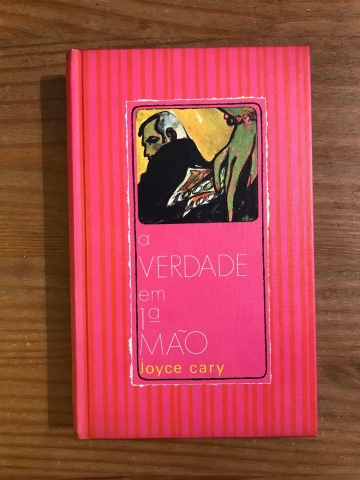 a
VERDADE
em
1ª
MÃO
joyce cary